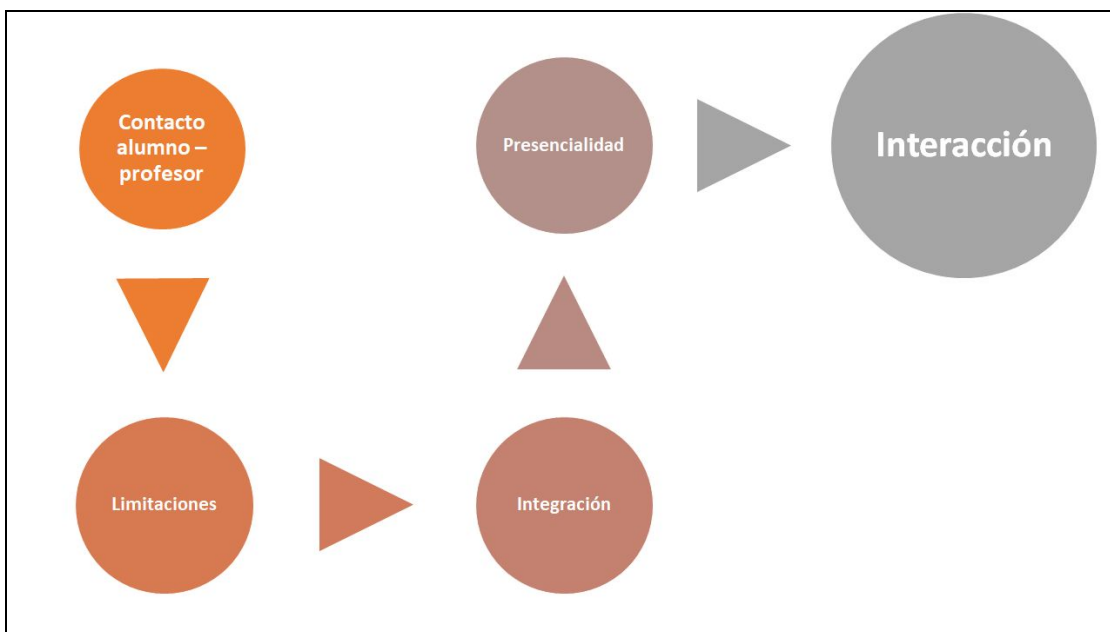 Contacto
alumno –
profesor
Limitaciones
Integración
Presencialidad
Interacción